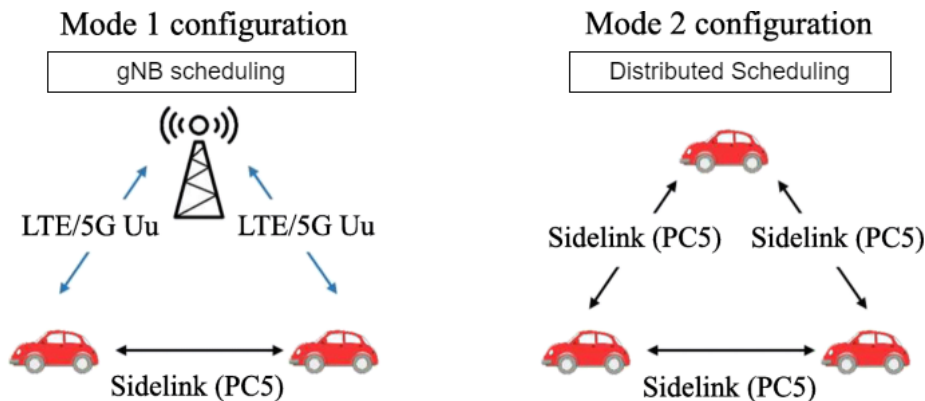 Mode 1 configuration
gNB scheduling
LTE/5G Uu
LTE/5G Uu
Sidelink (PC5)
Mode 2 configuration
Distributed Scheduling
Sidelink (PC5)
Sidelink (PC5)
Sidelink (PC5)